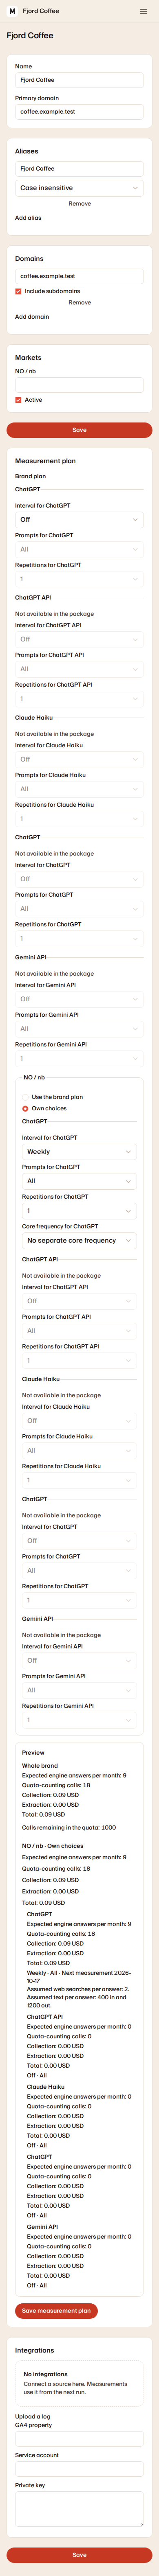 M Fjord Coffee
Fjord Coffee
Name
Fjord Coffee
Primary domain
coffee.example.test
Aliases
Fjord Coffee
Case insensitive
Remove
Add alias
Domains
coffee.example.test
Include subdomains
Remove
Add domain
Markets
NO / nb
Active
Save
Measurement plan
Brand plan
ChatGPT
Interval for ChatGPT
Off
Prompts for ChatGPT
All
Repetitions for ChatGPT
1
ChatGPT API
Not available in the package
Interval for ChatGPT API
Off
Prompts for ChatGPT API
All
Repetitions for ChatGPT API
1
Claude Haiku
Not available in the package
Interval for Claude Haiku
Off
Prompts for Claude Haiku
All
Repetitions for Claude Haiku
1
ChatGPT
Not available in the package
Interval for ChatGPT
Off
Prompts for ChatGPT
All
Repetitions for ChatGPT
1
Gemini API
Not available in the package
Interval for Gemini API
Off
Prompts for Gemini API
All
Repetitions for Gemini API
1
NO / nb
Use the brand plan
Own choices
ChatGPT
Interval for ChatGPT
Weekly
Prompts for ChatGPT
All
Repetitions for ChatGPT
1
Core frequency for ChatGPT
No separate core frequency
ChatGPT API
Not available in the package
Interval for ChatGPT API
Off
Prompts for ChatGPT API
All
Repetitions for ChatGPT API
1
Claude Haiku
Not available in the package
Interval for Claude Haiku
Off
Prompts for Claude Haiku
All
Repetitions for Claude Haiku
1
ChatGPT
Not available in the package
Interval for ChatGPT
Off
Prompts for ChatGPT
All
Repetitions for ChatGPT
1
Gemini API
Not available in the package
Interval for Gemini API
Off
Prompts for Gemini API
All
Repetitions for Gemini API
1
Preview
Whole brand
Expected engine answers per month: 9
Quota-counting calls: 18
Collection: 0.09 USD
Extraction: 0.00 USD
Total: 0.09 USD
Calls remaining in the quota: 1000
NO / nb · Own choices
Expected engine answers per month: 9
Quota-counting calls: 18
Collection: 0.09 USD
Extraction: 0.00 USD
Total: 0.09 USD
ChatGPT
Expected engine answers per month: 9
Quota-counting calls: 18
Collection: 0.09 USD
Extraction: 0.00 USD
Total: 0.09 USD
Weekly · All · Next measurement 2026-
10-17
Assumed web searches per answer: 2.
Assumed text per answer: 400 in and
1200 out.
ChatGPT API
Expected engine answers per month: 0
Quota-counting calls: 0
Collection: 0.00 USD
Extraction: 0.00 USD
Total: 0.00 USD
Off · All
Claude Haiku
Expected engine answers per month: 0
Quota-counting calls: 0
Collection: 0.00 USD
Extraction: 0.00 USD
Total: 0.00 USD
Off · All
ChatGPT
Expected engine answers per month: 0
Quota-counting calls: 0
Collection: 0.00 USD
Extraction: 0.00 USD
Total: 0.00 USD
Off · All
Gemini API
Expected engine answers per month: 0
Quota-counting calls: 0
Collection: 0.00 USD
Extraction: 0.00 USD
Total: 0.00 USD
Off · All
Save measurement plan
Integrations
No integrations
Connect a source here. Measurements
use it from the next run.
Upload a log
GA4 property
Service account
Private key
Save